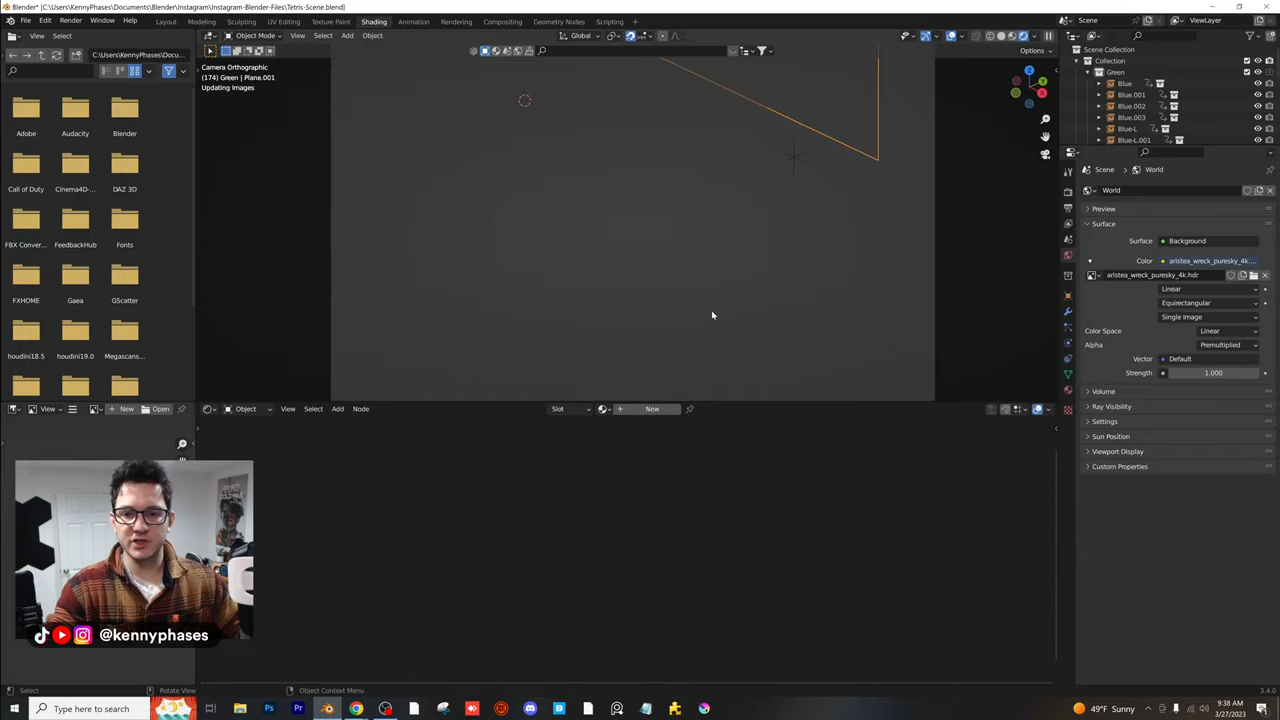 Blender* [C:\Users\KennyPhases\Documents\Blender\Instagram\Instagram-Blender-Files\Tetris-Scene.blend]
File Edit Render Window Help Layout Modeling Sculpting UV Editing Texture Paint Shading Animation Rendering Compositing Geometry Nodes Scripting Scene ViewLayer
View Select C:\Users\KennyPhases\Docu...
Object Mode View Select Add Object Global Options
Camera Orthographic
(174) Green | Plane.001
Updating Images
Z
Y
X
Adobe Audacity Blender
Call of Duty Cinema4D-... DAZ 3D
FBX Conver... FeedbackHub Fonts
FXHOME Gaea GScatter
houdini18.5 houdini19.0 Megascans...
Scene Collection
Collection
Green
Blue
Blue.001
Blue.002
Blue.003
Blue-L
Blue-L.001
Scene World
World
Preview
Surface
Surface Background
Color aristea_wreck_puresky_4k....
aristea_wreck_puresky_4k.hdr
Linear
Equirectangular
Single Image
Color Space Linear
Alpha Premultiplied
Vector Default
Strength 1.000
Volume
Ray Visibility
Settings
Sun Position
Viewport Display
Custom Properties
View New Open
Object View Select Add Node Slot New
@kennyphases
Select Rotate View Object Context Menu 3.4.0
Type here to search
Ps Pr
49°F Sunny
9:38 AM
3/27/2023